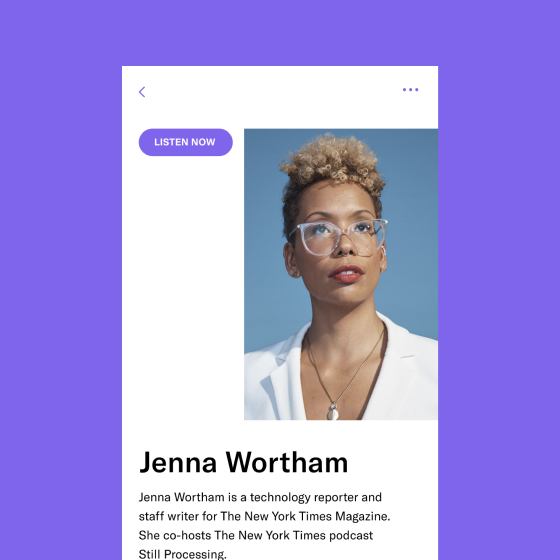 LISTEN NOW
Jenna Wortham
Jenna Wortham is a technology reporter and
staff writer for The New York Times Magazine.
She co-hosts The New York Times podcast
Still Processing.